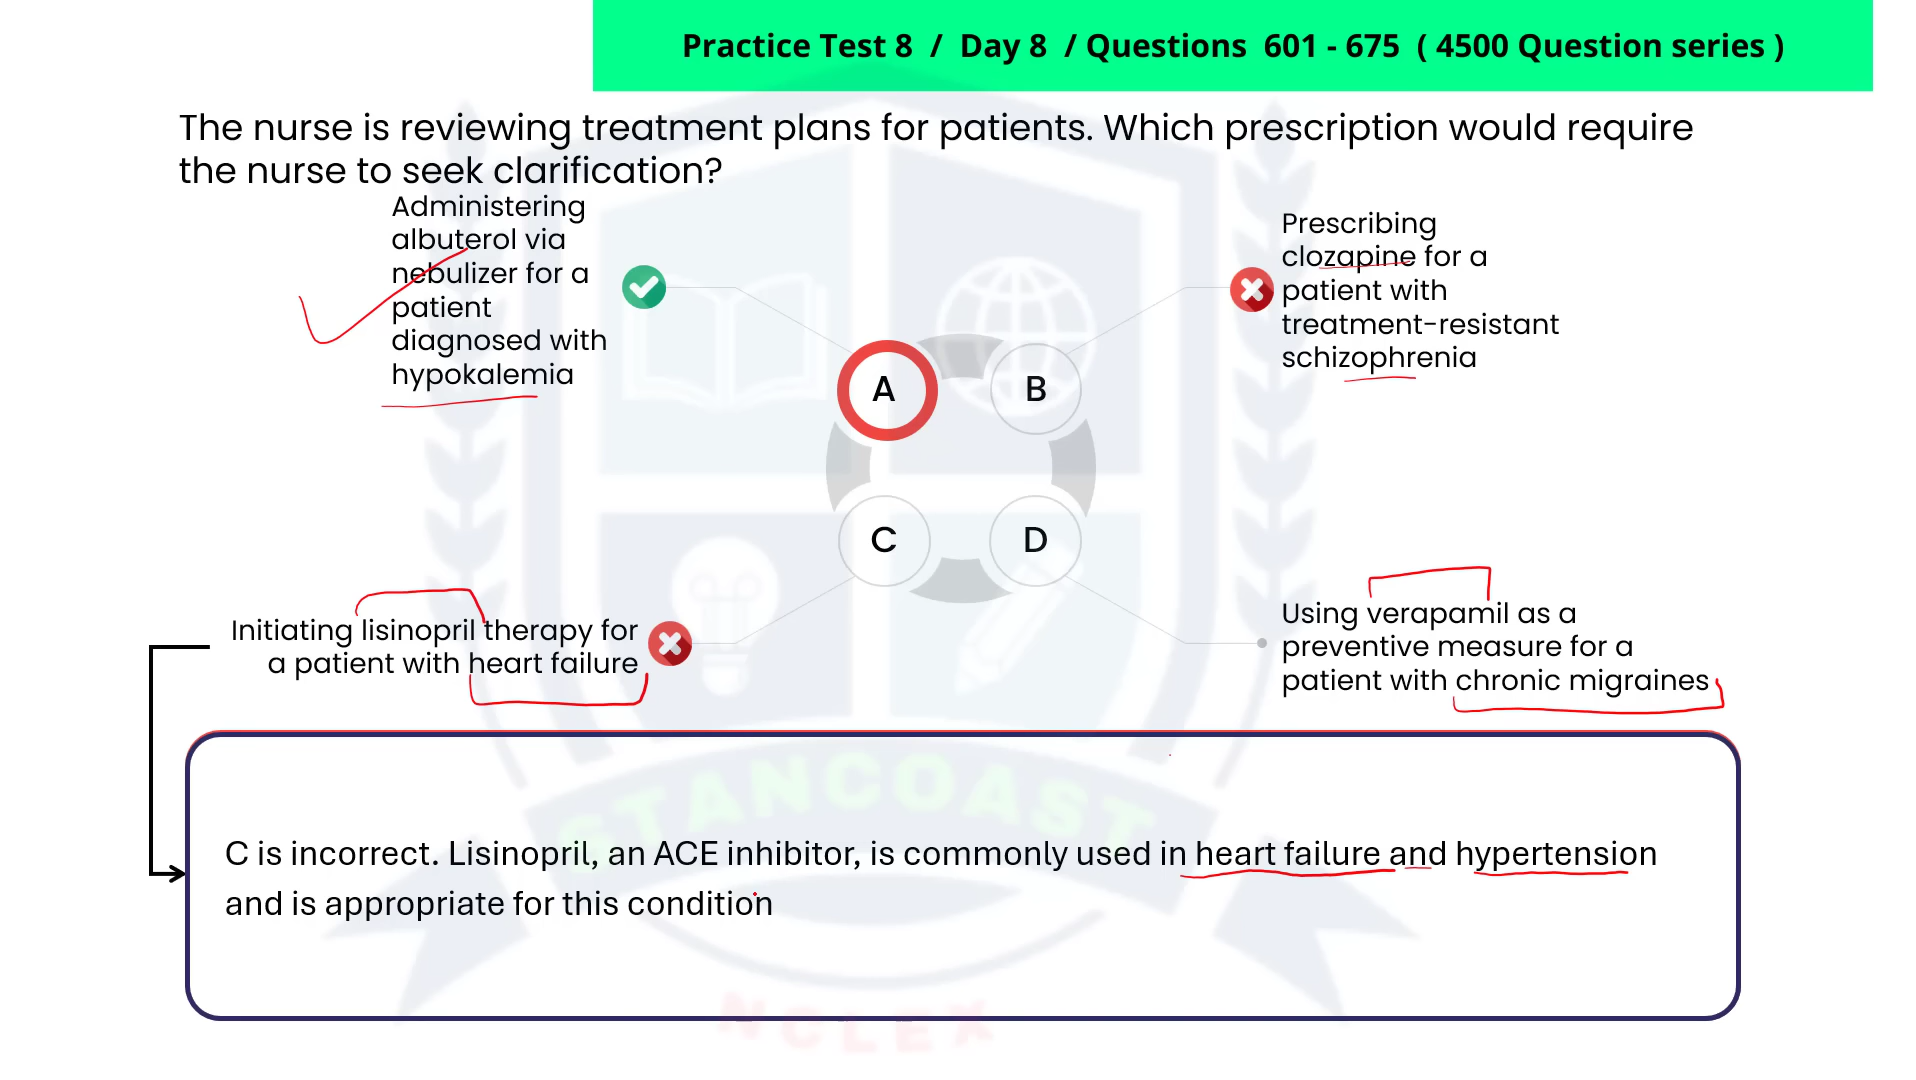 Practice Test 8 / Day 8 / Questions 601 - 675 ( 4500 Question series )
The nurse is reviewing treatment plans for patients. Which prescription would require
the nurse to seek clarification?
Administering
albuterol via
nebulizer for a
patient
diagnosed with
hypokalemia
Prescribing
clozapine for a
patient with
treatment-resistant
schizophrenia
A
B
C
D
Initiating lisinopril therapy for
a patient with heart failure
Using verapamil as a
preventive measure for a
patient with chronic migraines
STANCOAST
C is incorrect. Lisinopril, an ACE inhibitor, is commonly used in heart failure and hypertension
and is appropriate for this condition
NCLEX